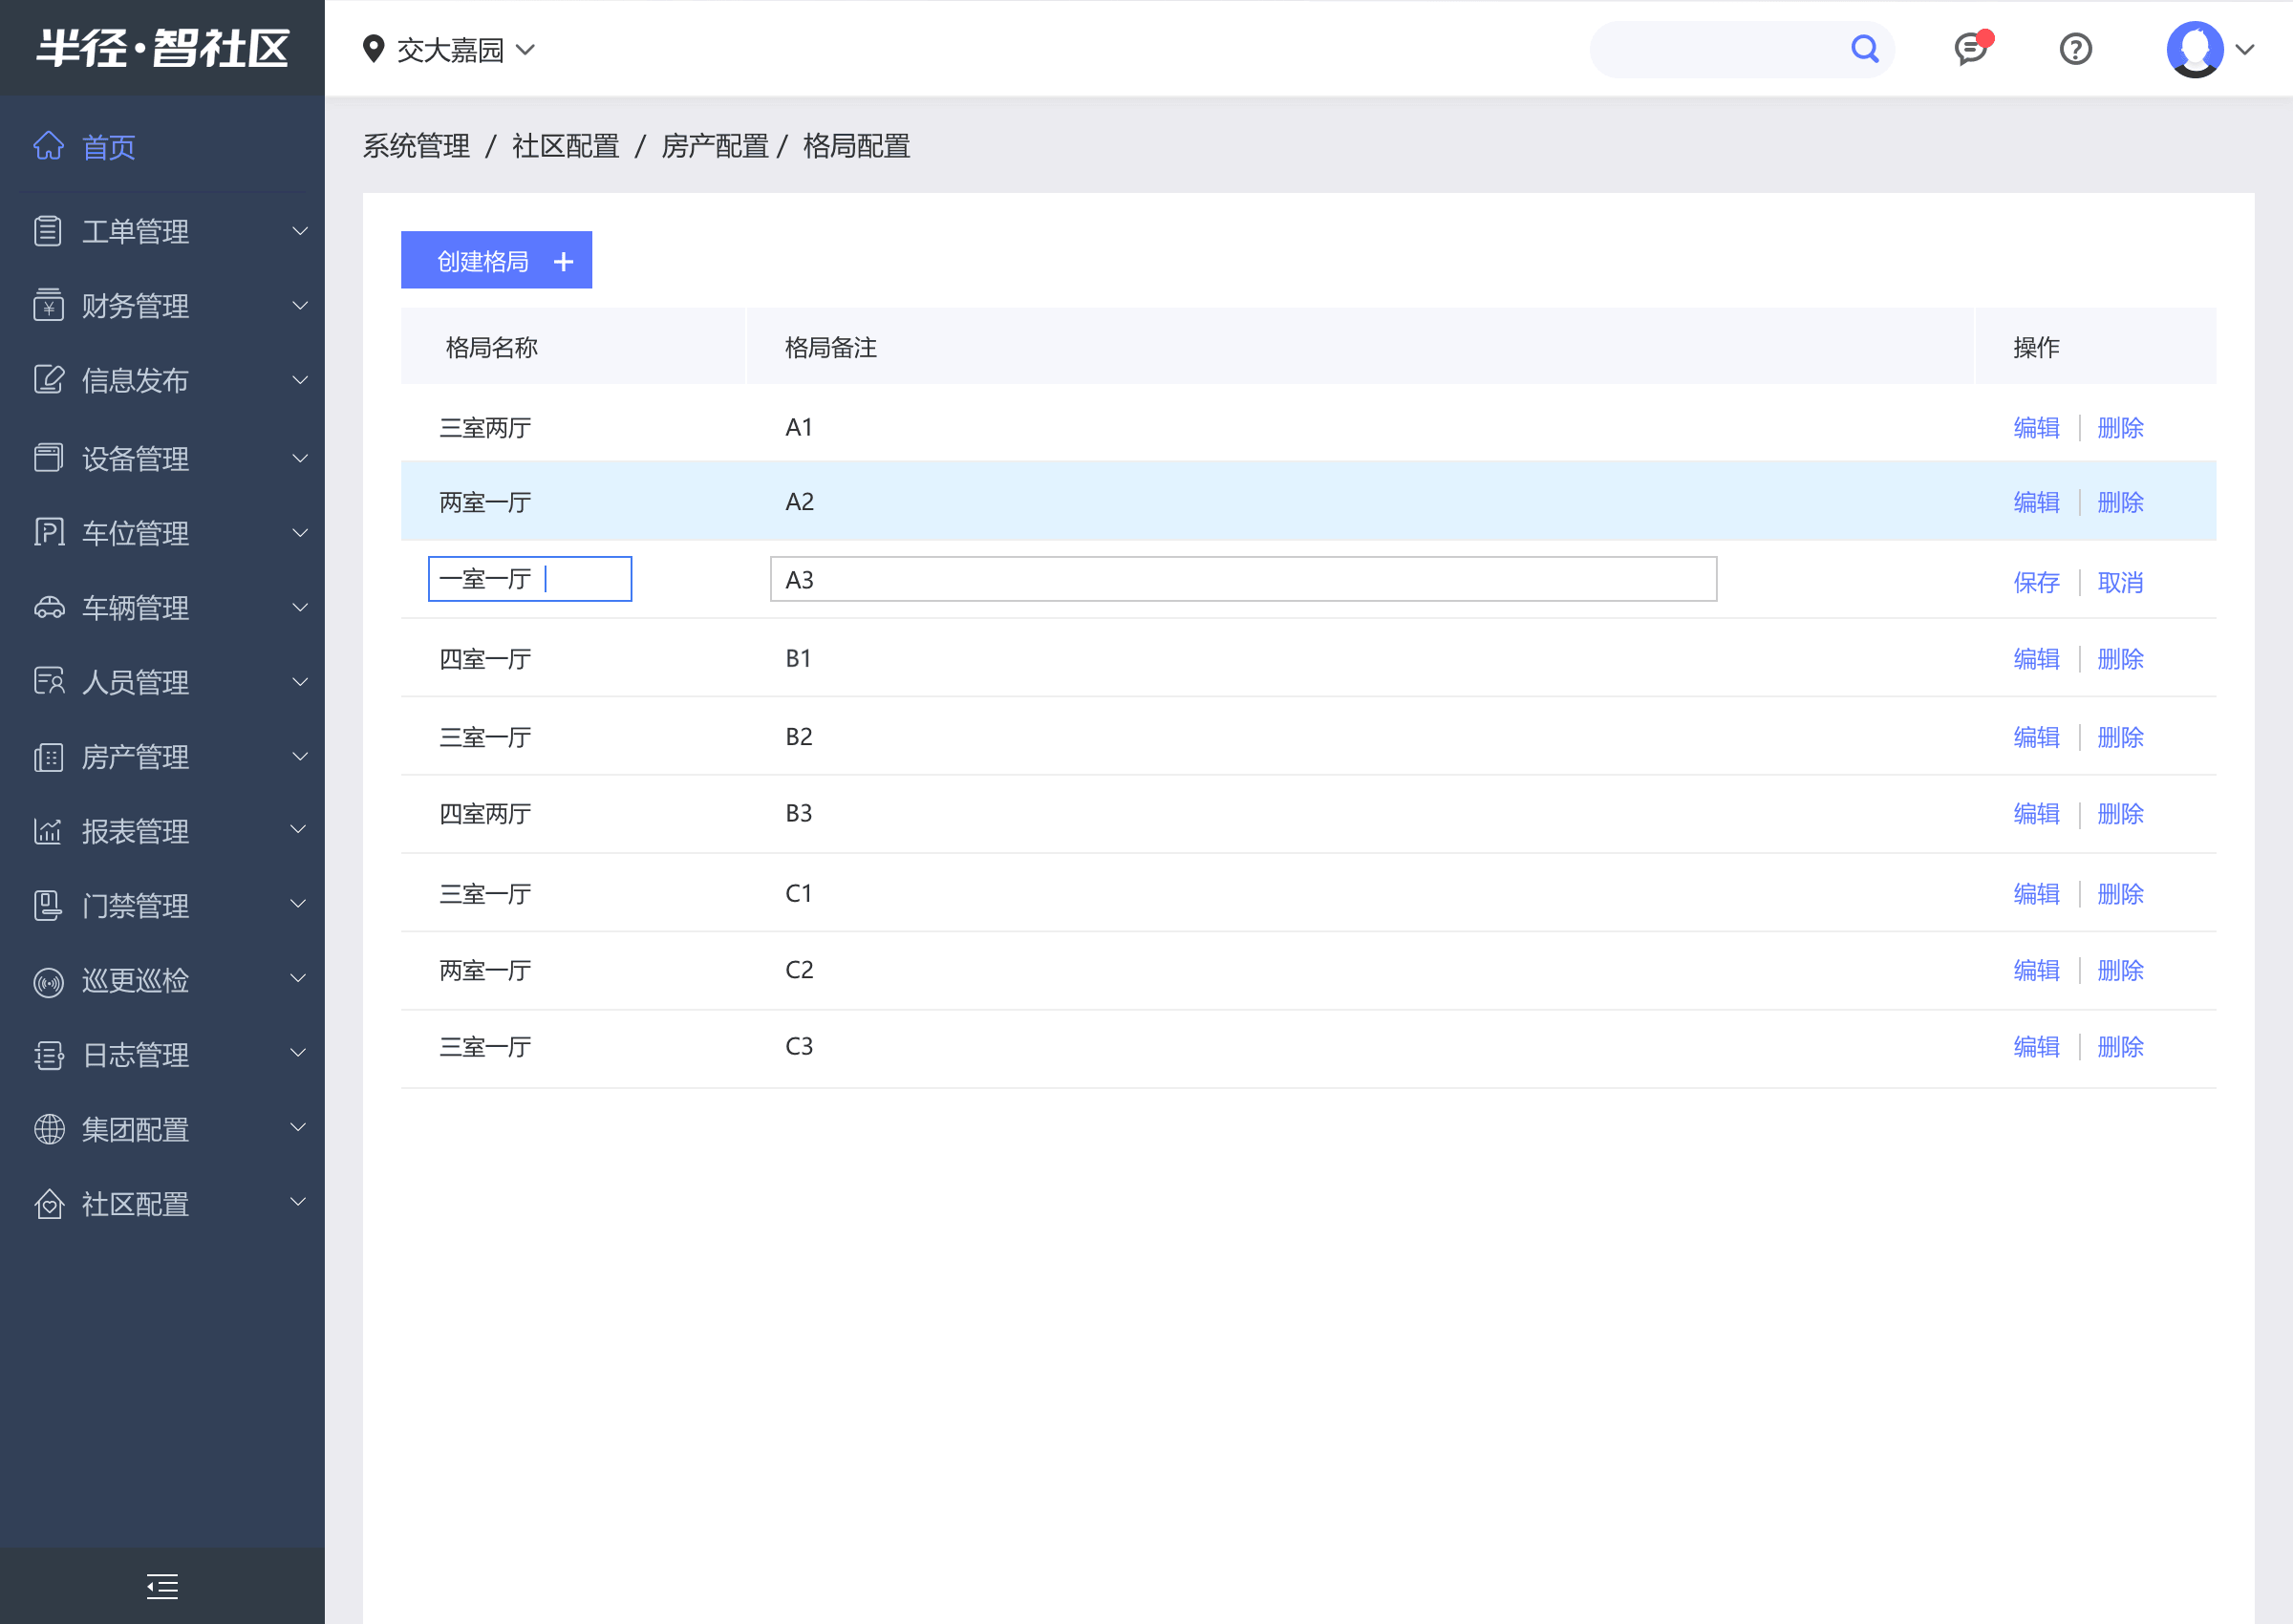 半径·智社区
交大嘉园
首页
工单管理
财务管理
信息发布
设备管理
车位管理
车辆管理
人员管理
房产管理
报表管理
门禁管理
巡更巡检
日志管理
集团配置
社区配置
系统管理 / 社区配置 / 房产配置 / 格局配置
创建格局 +
格局名称 格局备注 操作
三室两厅 A1 编辑 删除
两室一厅 A2 编辑 删除
一室一厅 A3 保存 取消
四室一厅 B1 编辑 删除
三室一厅 B2 编辑 删除
四室两厅 B3 编辑 删除
三室一厅 C1 编辑 删除
两室一厅 C2 编辑 删除
三室一厅 C3 编辑 删除